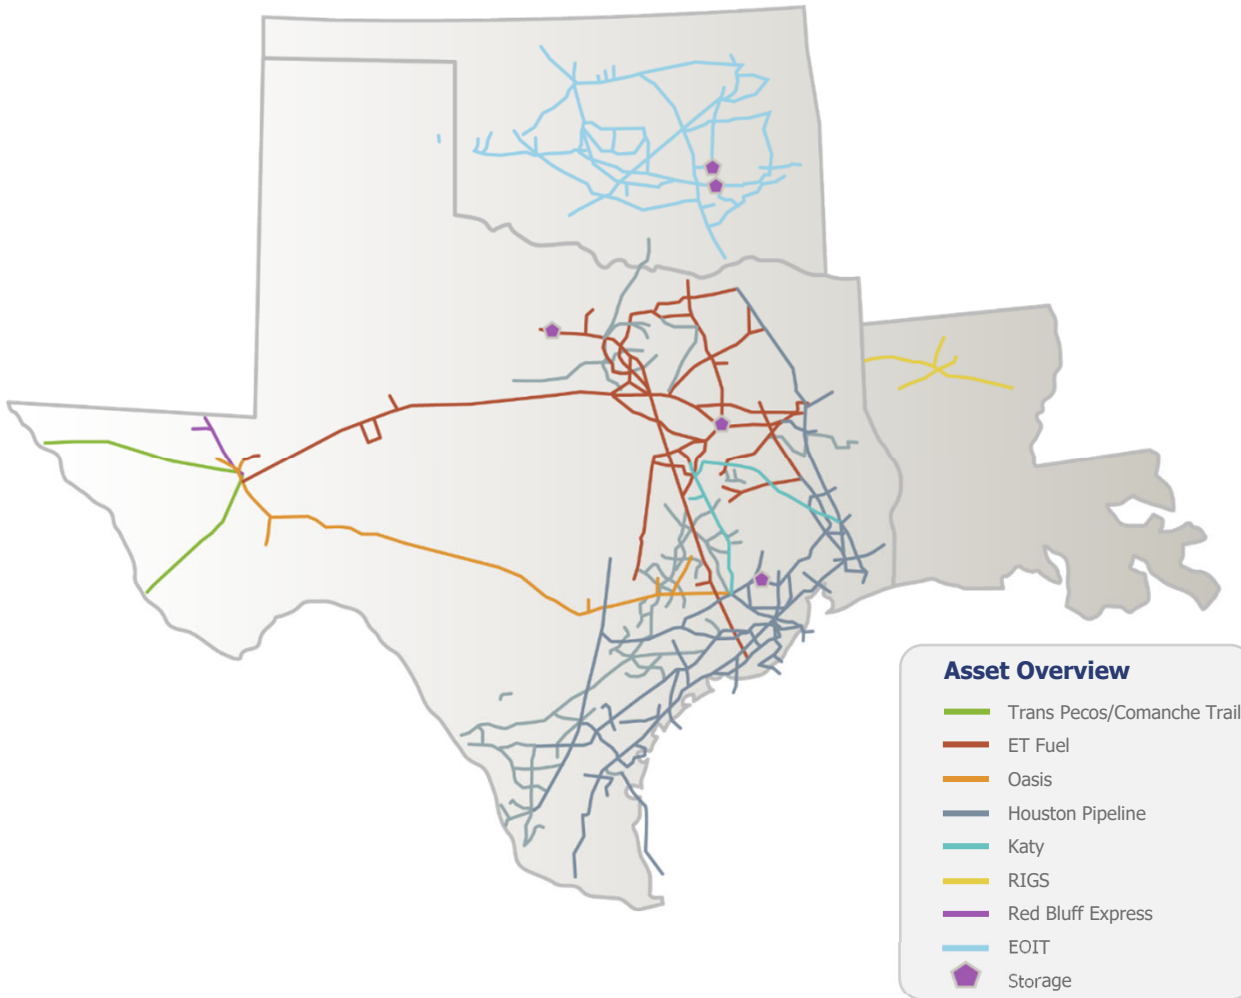 Asset Overview
Trans Pecos/Comanche Trail
ET Fuel
Oasis
Houston Pipeline
Katy
RIGS
Red Bluff Express
EOIT
Storage